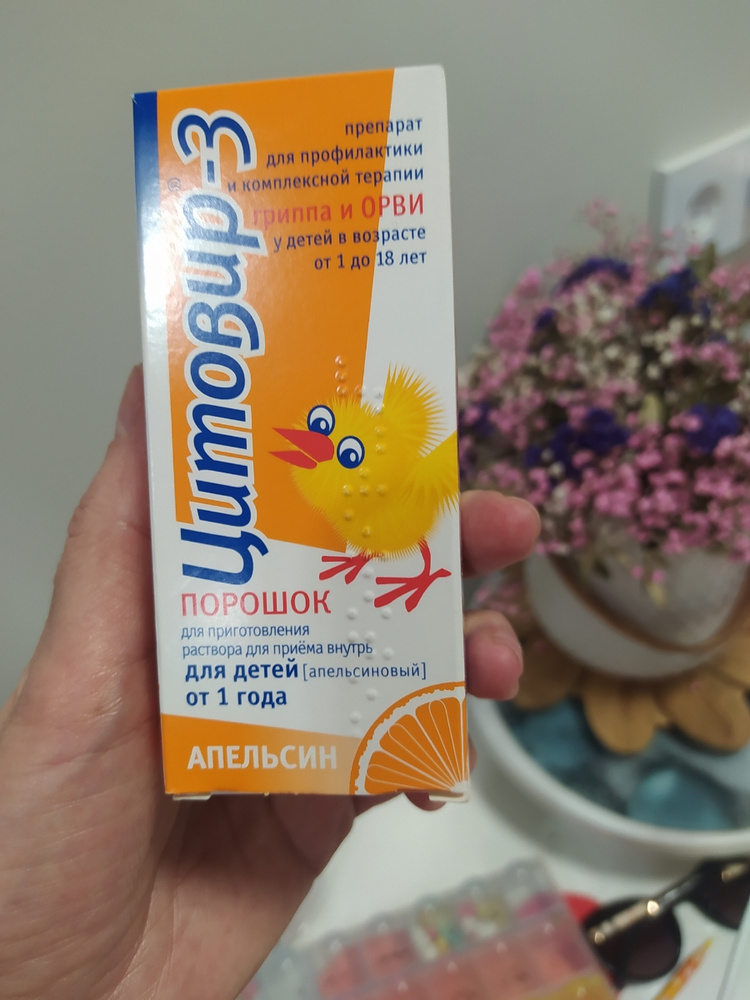 Цитовир-3®
препарат
для профилактики
и комплексной терапии
гриппа и ОРВИ
у детей в возрасте
от 1 до 18 лет
ПОРОШОК
для приготовления
раствора для приёма внутрь
для детей [апельсиновый]
от 1 года
АПЕЛЬСИН